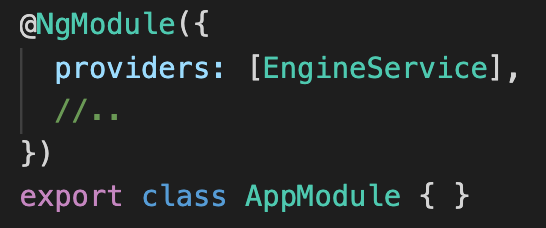 @NgModule({
  providers: [EngineService],
  //..
})
export class AppModule { }